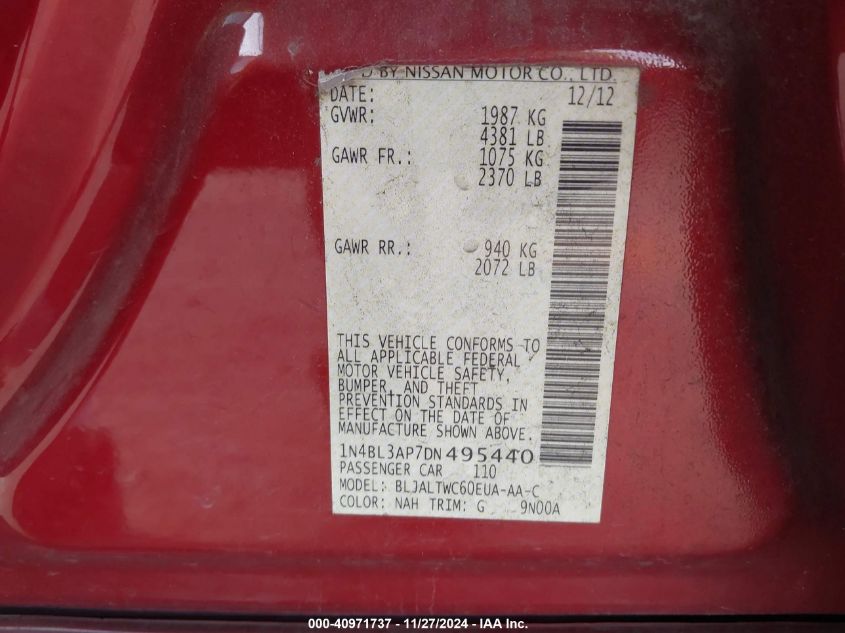 BY NISSAN MOTOR CO., LTD.
DATE: 12/12
GVWR: 1987 KG
4381 LB
GAWR FR.: 1075 KG
2370 LB
GAWR RR.: 940 KG
2072 LB
THIS VEHICLE CONFORMS TO
ALL APPLICABLE FEDERAL
MOTOR VEHICLE SAFETY,
BUMPER, AND THEFT
PREVENTION STANDARDS IN
EFFECT ON THE DATE OF
MANUFACTURE SHOWN ABOVE.
1N4BL3AP7DN495440
PASSENGER CAR 110
MODEL: BLJALTWC60EUA-AA-C
COLOR: NAH TRIM: G 9N00A
000-40971737 - 11/27/2024 - IAA Inc.